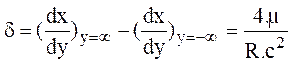 δ = (dx/dy)y=∞ − (dx/dy)y=−∞ = 4.μ/R.c²